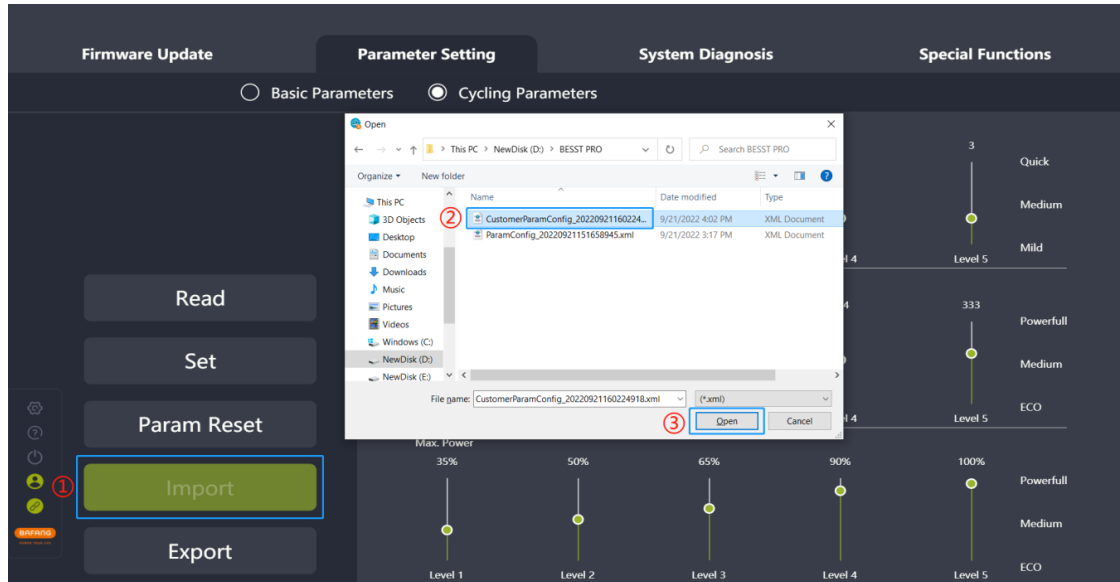 Firmware Update
Parameter Setting
System Diagnosis
Special Functions
Basic Parameters
Cycling Parameters
Open
This PC > NewDisk (D:) > BESST PRO
Search BESST PRO
Organize
New folder
This PC
3D Objects
Desktop
Documents
Downloads
Music
Pictures
Videos
Windows (C:)
NewDisk (D:)
NewDisk (E:)
Name
Date modified
Type
②
CustomerParamConfig_20220921160224...
9/21/2022 4:02 PM
XML Document
ParamConfig_20220921151658945.xml
9/21/2022 3:17 PM
XML Document
File name:
CustomerParamConfig_20220921160224918.xml
(*.xml)
③
Open
Cancel
3
Quick
Medium
Mild
Level 5
333
Powerfull
Medium
ECO
Level 5
Read
Set
Param Reset
①
Import
Export
BAFANG
Max. Power
35%
50%
65%
90%
100%
Powerfull
Medium
ECO
Level 1
Level 2
Level 3
Level 4
Level 5